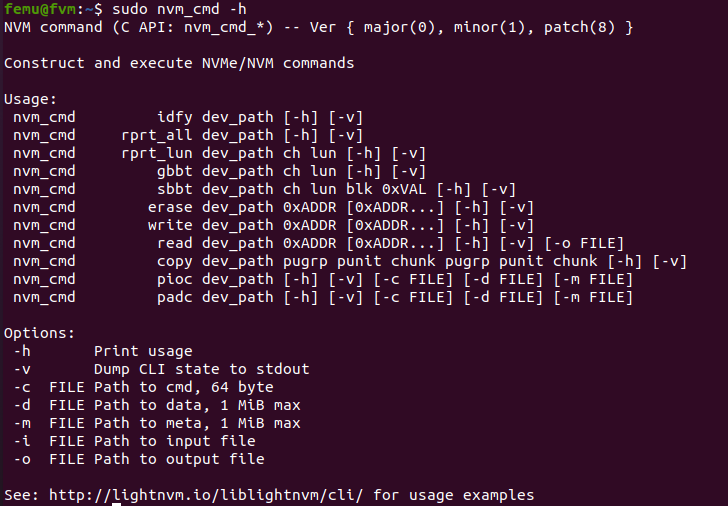 femu@fvm:~$ sudo nvm_cmd -h
NVM command (C API: nvm_cmd_*) -- Ver { major(0), minor(1), patch(8) }

Construct and execute NVMe/NVM commands

Usage:
 nvm_cmd         idfy dev_path [-h] [-v]
 nvm_cmd     rprt_all dev_path [-h] [-v]
 nvm_cmd     rprt_lun dev_path ch lun [-h] [-v]
 nvm_cmd         gbbt dev_path ch lun [-h] [-v]
 nvm_cmd         sbbt dev_path ch lun blk 0xVAL [-h] [-v]
 nvm_cmd        erase dev_path 0xADDR [0xADDR...] [-h] [-v]
 nvm_cmd        write dev_path 0xADDR [0xADDR...] [-h] [-v]
 nvm_cmd         read dev_path 0xADDR [0xADDR...] [-h] [-v] [-o FILE]
 nvm_cmd         copy dev_path pugrp punit chunk pugrp punit chunk [-h] [-v]
 nvm_cmd         pioc dev_path [-h] [-v] [-c FILE] [-d FILE] [-m FILE]
 nvm_cmd         padc dev_path [-h] [-v] [-c FILE] [-d FILE] [-m FILE]

Options:
 -h       Print usage
 -v       Dump CLI state to stdout
 -c  FILE Path to cmd, 64 byte
 -d  FILE Path to data, 1 MiB max
 -m  FILE Path to meta, 1 MiB max
 -i  FILE Path to input file
 -o  FILE Path to output file

See: http://lightnvm.io/liblightnvm/cli/ for usage examples